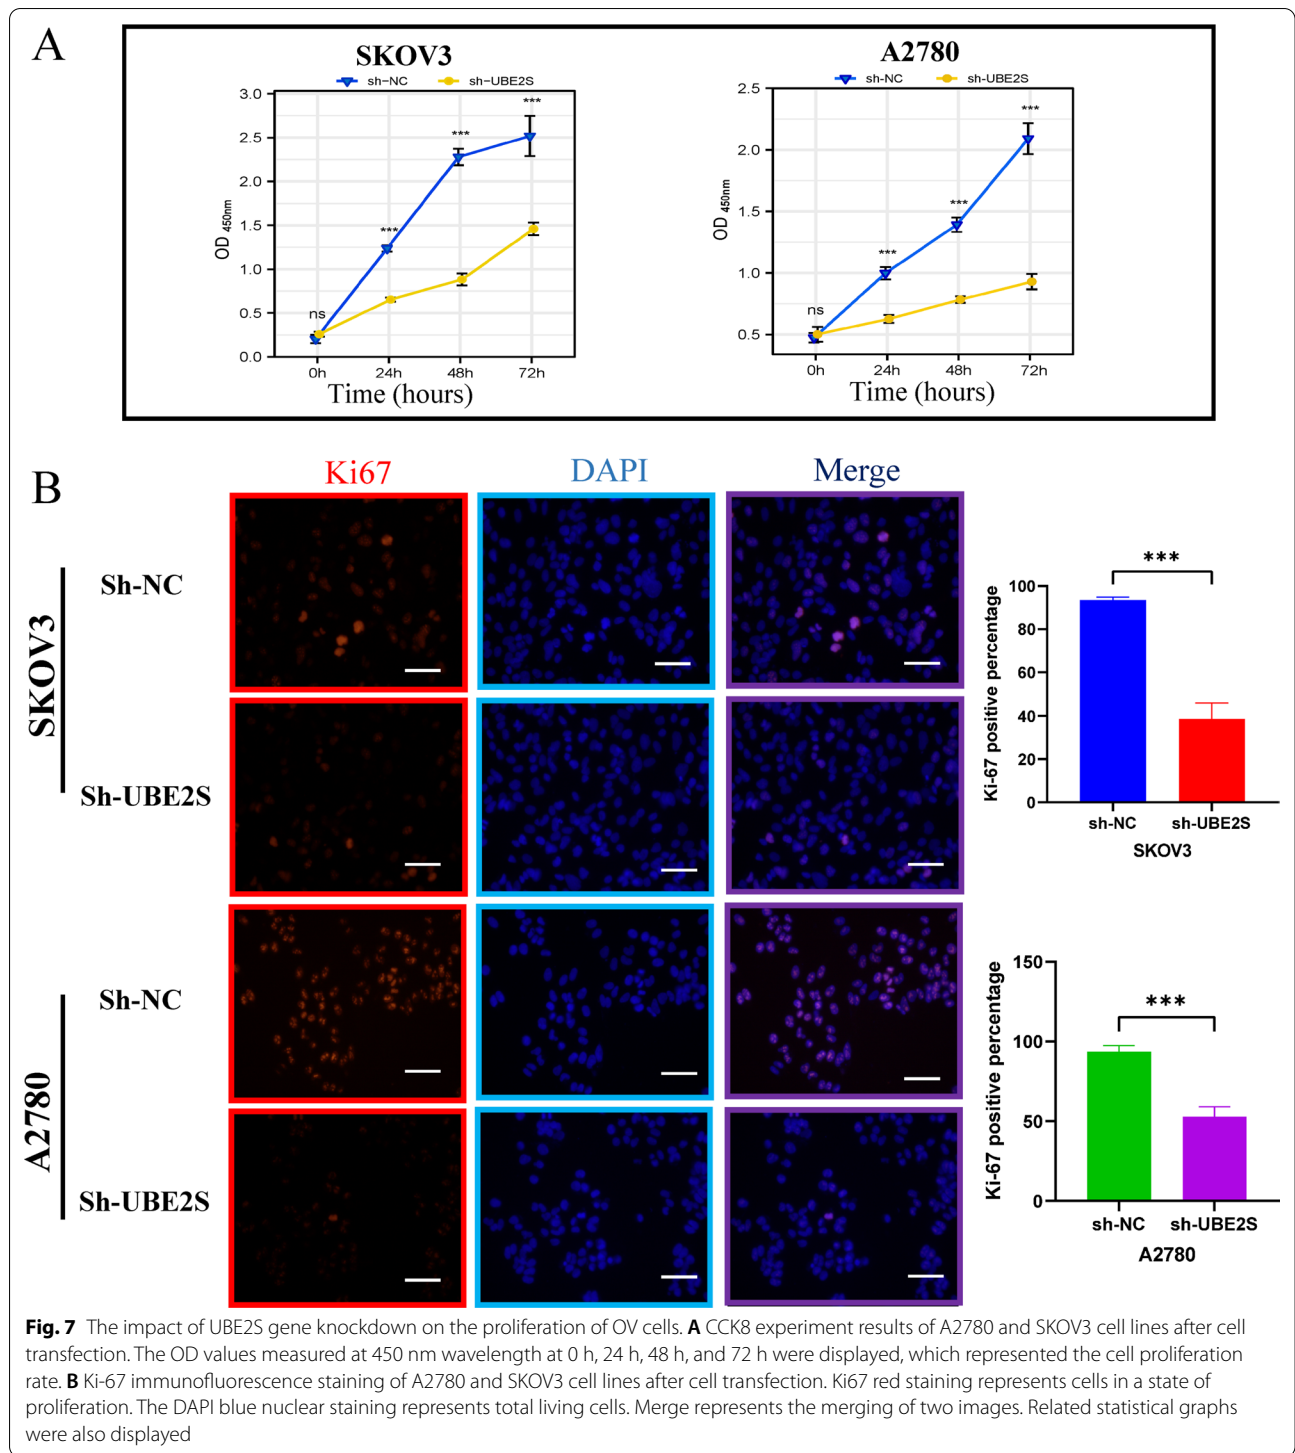 A
SKOV3
sh-NC
sh-UBE2S
3.0
2.5
2.0
1.5
1.0
0.5
0.0
OD 450nm
ns
***
***
***
0h
24h
48h
72h
Time (hours)
A2780
sh-NC
sh-UBE2S
2.5
2.0
1.5
1.0
0.5
OD 450nm
ns
***
***
***
0h
24h
48h
72h
Time (hours)
B
Ki67
DAPI
Merge
SKOV3
Sh-NC
Sh-UBE2S
A2780
Sh-NC
Sh-UBE2S
Ki-67 positive percentage
100
80
60
40
20
0
***
sh-NC
sh-UBE2S
SKOV3
Ki-67 positive percentage
150
100
50
0
***
sh-NC
sh-UBE2S
A2780
Fig. 7 The impact of UBE2S gene knockdown on the proliferation of OV cells. A CCK8 experiment results of A2780 and SKOV3 cell lines after cell
transfection. The OD values measured at 450 nm wavelength at 0 h, 24 h, 48 h, and 72 h were displayed, which represented the cell proliferation
rate. B Ki-67 immunofluorescence staining of A2780 and SKOV3 cell lines after cell transfection. Ki67 red staining represents cells in a state of
proliferation. The DAPI blue nuclear staining represents total living cells. Merge represents the merging of two images. Related statistical graphs
were also displayed